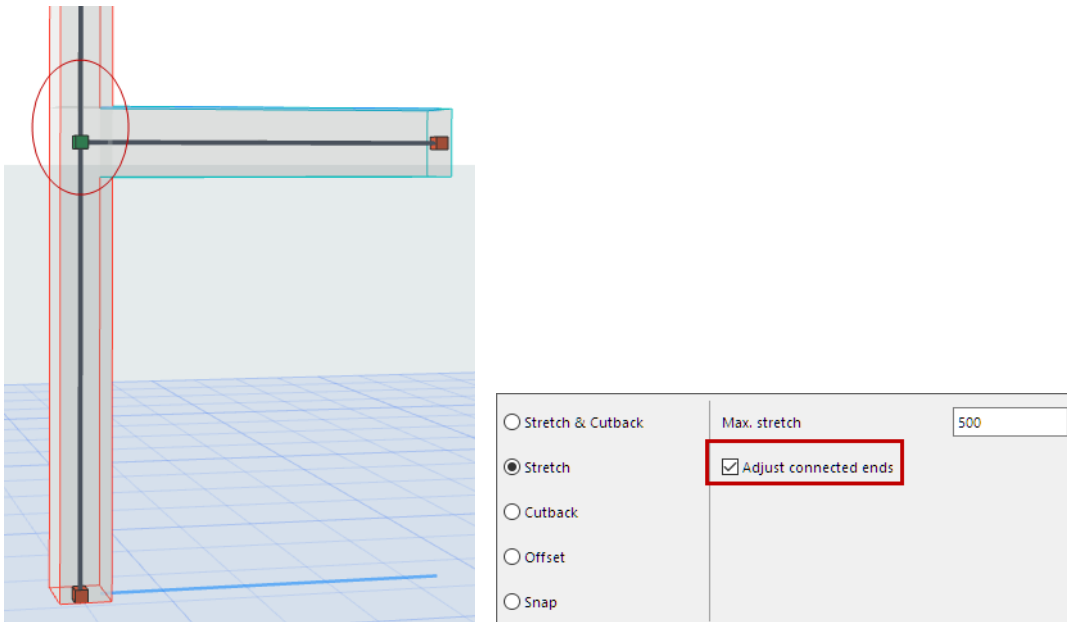 Stretch & Cutback
Max. stretch
500
Stretch
Adjust connected ends
Cutback
Offset
Snap